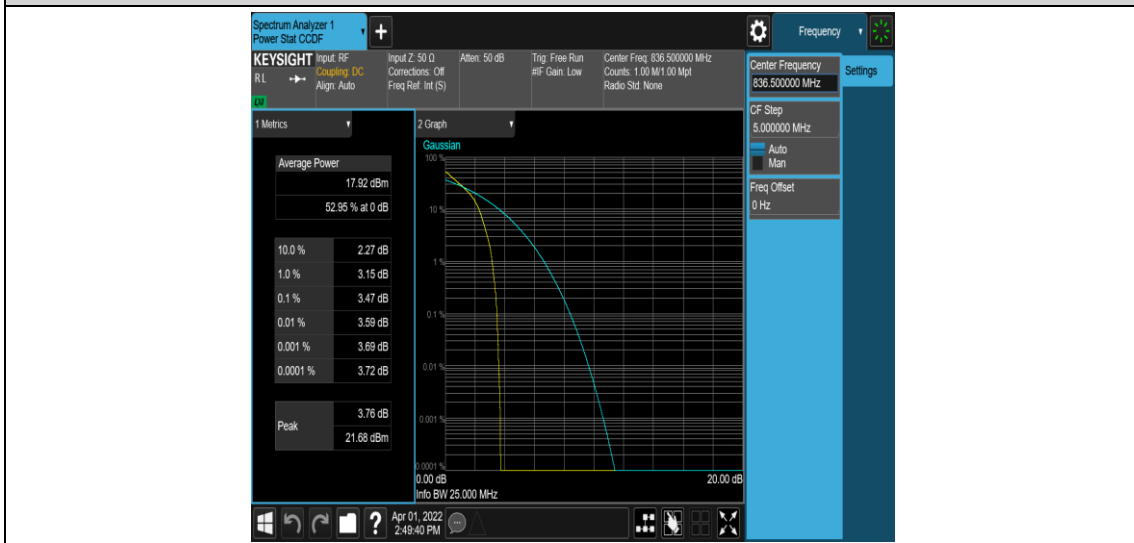 Spectrum Analyzer 1
Power Stat CCDF
+
Frequency
KEYSIGHT
RL
LXI
Input: RF
Coupling: DC
Align: Auto
Input Z: 50 Ω
Corrections: Off
Freq Ref: Int (S)
Atten: 50 dB
Trig: Free Run
#IF Gain: Low
Center Freq: 836.500000 MHz
Counts: 1.00 M/1.00 Mpt
Radio Std: None
Center Frequency
836.500000 MHz
Settings
CF Step
5.000000 MHz
Auto
Man
Freq Offset
0 Hz
1 Metrics
Average Power
17.92 dBm
52.95 % at 0 dB
10.0 % 2.27 dB
1.0 % 3.15 dB
0.1 % 3.47 dB
0.01 % 3.59 dB
0.001 % 3.69 dB
0.0001 % 3.72 dB
Peak
3.76 dB
21.68 dBm
2 Graph
Gaussian
100 %
10 %
1 %
0.1 %
0.01 %
0.001 %
0.0001 %
0.00 dB 20.00 dB
Info BW 25.000 MHz
?
Apr 01, 2022
2:49:40 PM